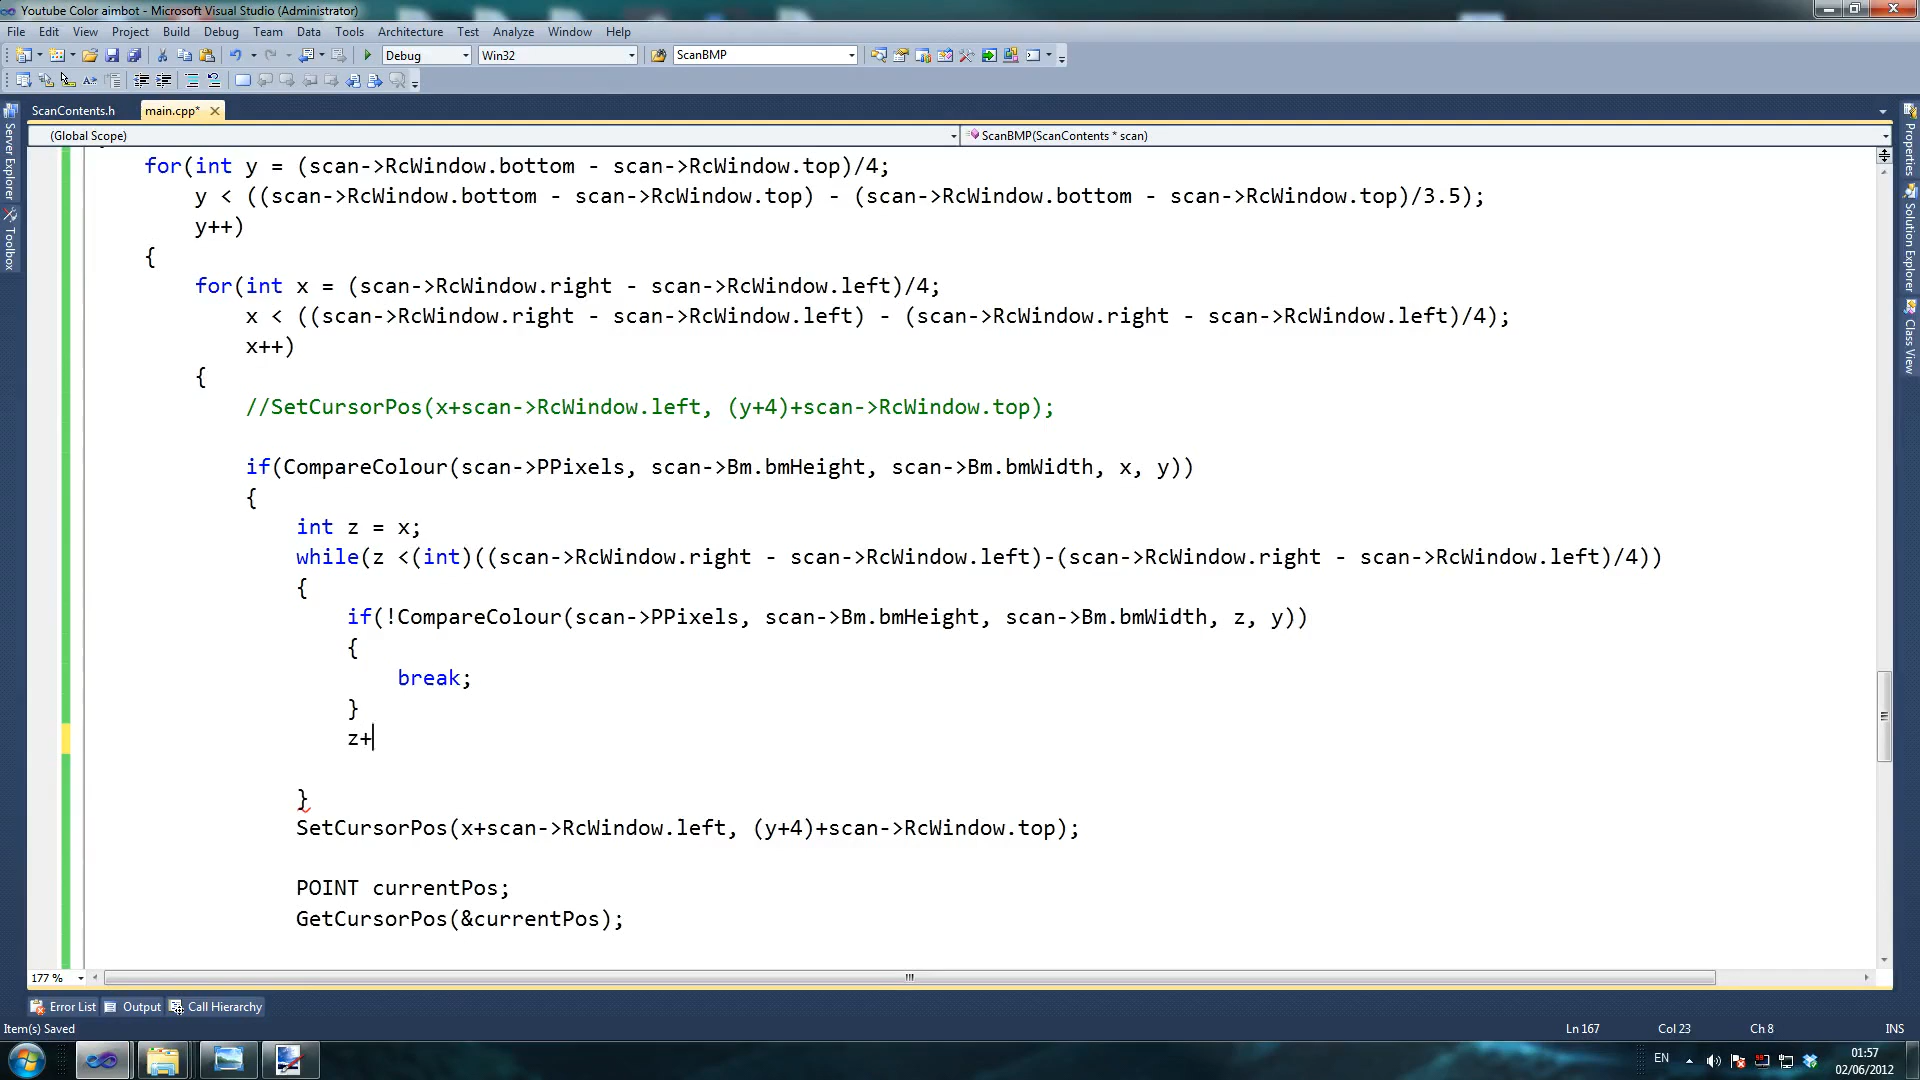 Youtube Color aimbot - Microsoft Visual Studio (Administrator)
File Edit View Project Build Debug Team Data Tools Architecture Test Analyze Window Help
Debug Win32 ScanBMP
ScanContents.h main.cpp*
(Global Scope) ScanBMP(ScanContents * scan)
Server Explorer
Toolbox
Properties
Solution Explorer
Class View
for(int y = (scan->RcWindow.bottom - scan->RcWindow.top)/4;
y < ((scan->RcWindow.bottom - scan->RcWindow.top) - (scan->RcWindow.bottom - scan->RcWindow.top)/3.5);
y++)
{
for(int x = (scan->RcWindow.right - scan->RcWindow.left)/4;
x < ((scan->RcWindow.right - scan->RcWindow.left) - (scan->RcWindow.right - scan->RcWindow.left)/4);
x++)
{
//SetCursorPos(x+scan->RcWindow.left, (y+4)+scan->RcWindow.top);
if(CompareColour(scan->PPixels, scan->Bm.bmHeight, scan->Bm.bmWidth, x, y))
{
int z = x;
while(z <(int)((scan->RcWindow.right - scan->RcWindow.left)-(scan->RcWindow.right - scan->RcWindow.left)/4))
{
if(!CompareColour(scan->PPixels, scan->Bm.bmHeight, scan->Bm.bmWidth, z, y))
{
break;
}
z+
}
SetCursorPos(x+scan->RcWindow.left, (y+4)+scan->RcWindow.top);
POINT currentPos;
GetCursorPos(&currentPos);
177 %
Error List Output Call Hierarchy
Item(s) Saved Ln 167 Col 23 Ch 8 INS
EN 01:57
02/06/2012